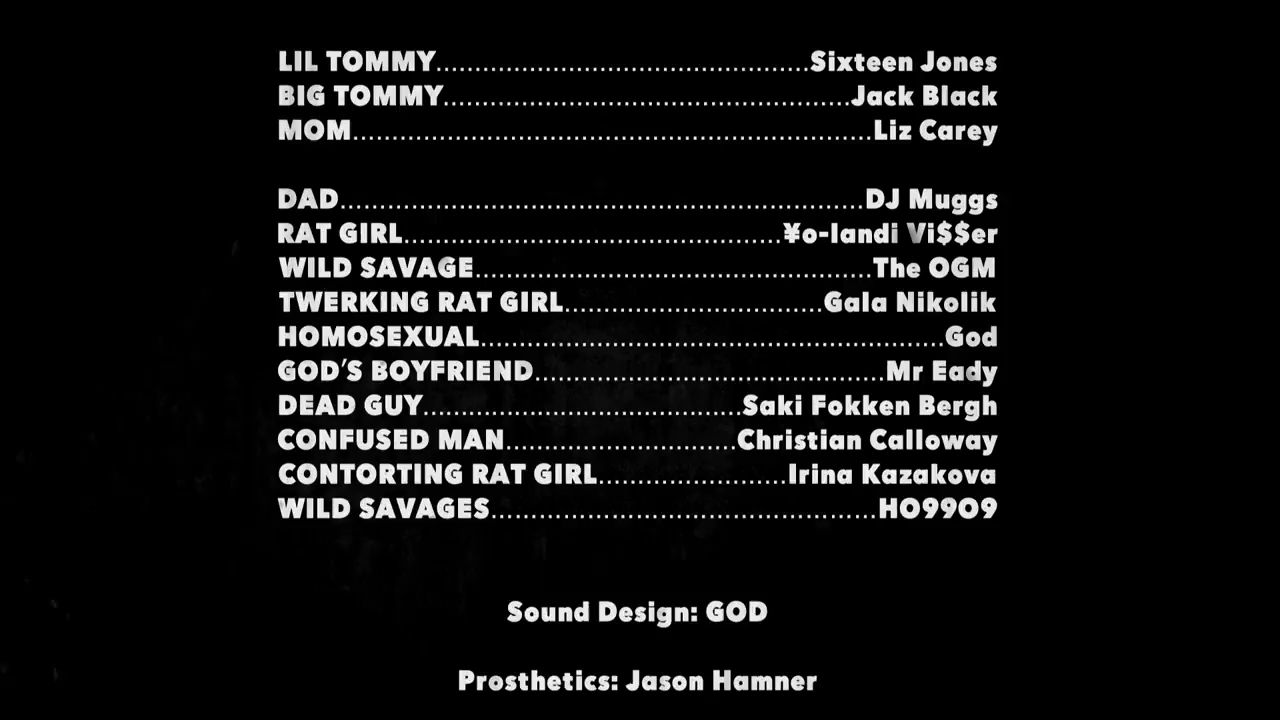 LIL TOMMY................................................Sixteen Jones
BIG TOMMY.....................................................Jack Black
MOM...................................................................Liz Carey
DAD....................................................................DJ Muggs
RAT GIRL.................................................¥o-landi Vi$$er
WILD SAVAGE...................................................The OGM
TWERKING RAT GIRL.................................Gala Nikolik
HOMOSEXUAL............................................................God
GOD'S BOYFRIEND.............................................Mr Eady
DEAD GUY.........................................Saki Fokken Bergh
CONFUSED MAN..............................Christian Calloway
CONTORTING RAT GIRL........................Irina Kazakova
WILD SAVAGES..................................................HO99O9
Sound Design: GOD
Prosthetics: Jason Hamner